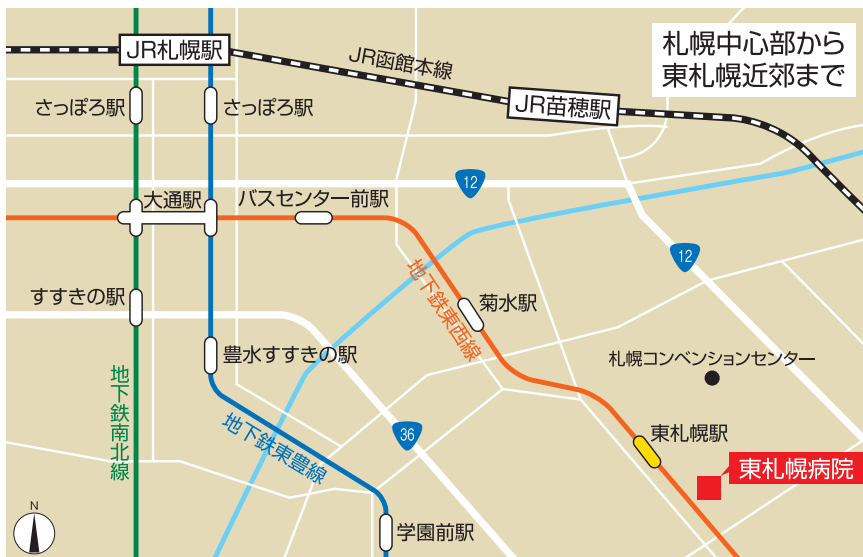 札幌中心部から
東札幌近郊まで
JR札幌駅
JR函館本線
JR苗穂駅
さっぽろ駅
さっぽろ駅
大通駅
バスセンター前駅
12
12
すすきの駅
地下鉄東西線
菊水駅
豊水すすきの駅
札幌コンベンションセンター
地下鉄南北線
地下鉄東豊線
36
東札幌駅
東札幌病院
学園前駅
N